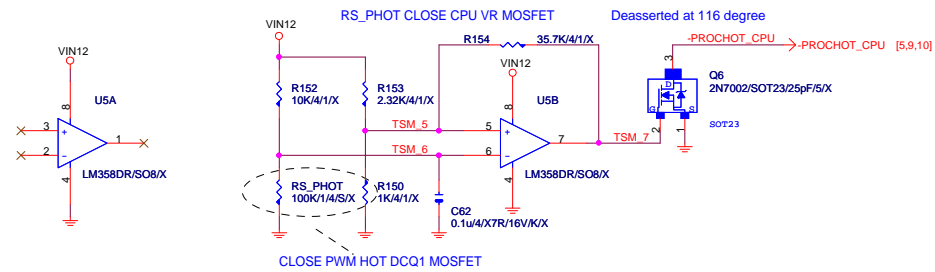 RS_PHOT CLOSE CPU VR MOSFET
Deasserted at 116 degree
VIN12
R154
35.7K/4/1/X
-PROCHOT_CPU
-PROCHOT_CPU [5,9,10]
VIN12
VIN12
3
Q6
2N7002/SOT23/25pF/5/X
D
G
S
SOT23
2
1
R152
10K/4/1/X
R153
2.32K/4/1/X
U5A
8
3
+
2
-
1
4
LM358DR/SO8/X
U5B
8
TSM_5
5
+
TSM_6
6
-
7
TSM_7
4
LM358DR/SO8/X
RS_PHOT
100K/1/4/S/X
R150
1K/4/1/X
C62
0.1u/4/X7R/16V/K/X
CLOSE PWM HOT DCQ1 MOSFET